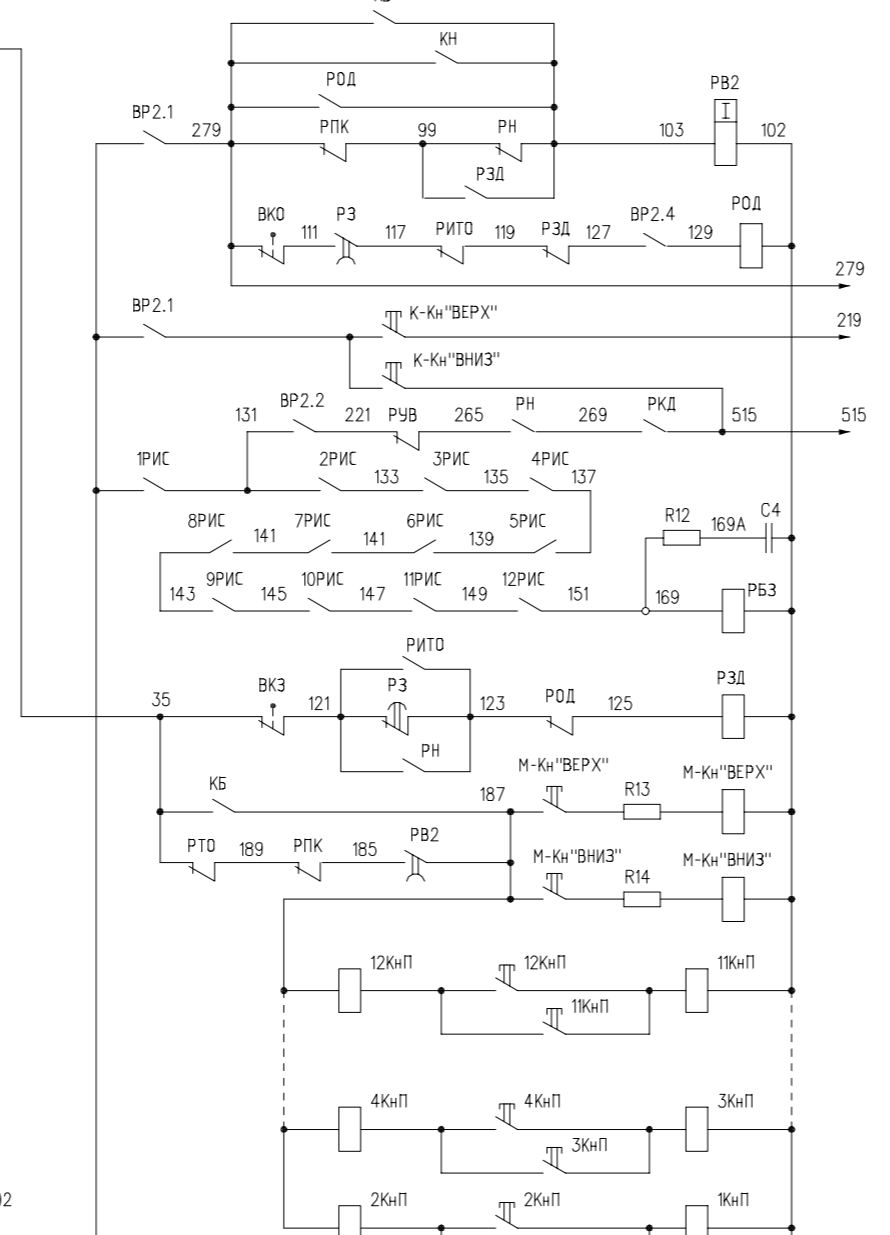 КН
РОД
РВ2
I
ВР2.1 279 РПК 99 РН 103 102
РЗД
ВКО 111 РЗ 117 РИТО 119 РЗД 127 ВР2.4 129 РОД
279
ВР2.1 К-Кн"ВЕРХ" 219
К-Кн"ВНИЗ"
131 ВР2.2 221 РУВ 265 РН 269 РКД 515 515
1РИС 2РИС 133 3РИС 135 4РИС 137
8РИС 141 7РИС 141 6РИС 139 5РИС R12 169А С4
143 9РИС 145 10РИС 147 11РИС 149 12РИС 151 169 РБЗ
РИТО
35 ВКЗ 121 РЗ 123 РОД 125 РЗД
РН
КБ 187 М-Кн"ВЕРХ" R13 М-Кн"ВЕРХ"
РТО 189 РПК 185 РВ2
М-Кн"ВНИЗ" R14 М-Кн"ВНИЗ"
12КнП 12КнП 11КнП
11КнП
4КнП 4КнП 3КнП
3КнП
2КнП 2КнП 1КнП